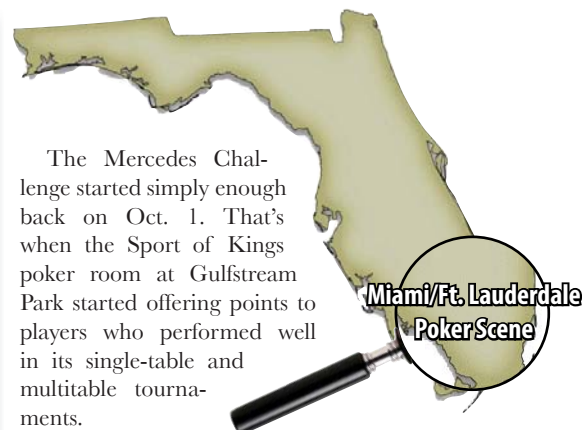 The Mercedes Chal-
lenge started simply enough
back on Oct. 1. That's
when the Sport of Kings
poker room at Gulfstream
Park started offering points to
players who performed well
in its single-table and
multitable tourna-
ments.
Miami/Ft. Lauderdale
Poker Scene